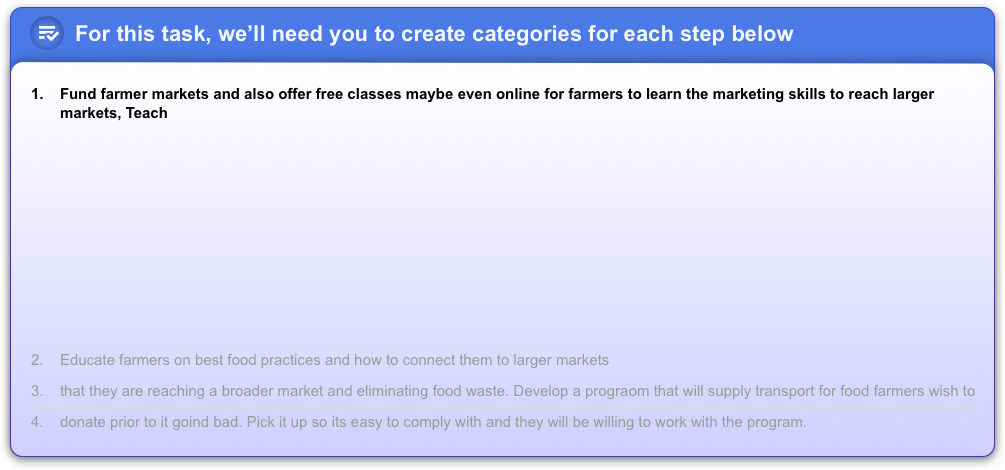 For this task, we’ll need you to create categories for each step below
1. Fund farmer markets and also offer free classes maybe even online for farmers to learn the marketing skills to reach larger
markets, Teach
2. Educate farmers on best food practices and how to connect them to larger markets
3. that they are reaching a broader market and eliminating food waste. Develop a prograom that will supply transport for food farmers wish to
4. donate prior to it goind bad. Pick it up so its easy to comply with and they will be willing to work with the program.